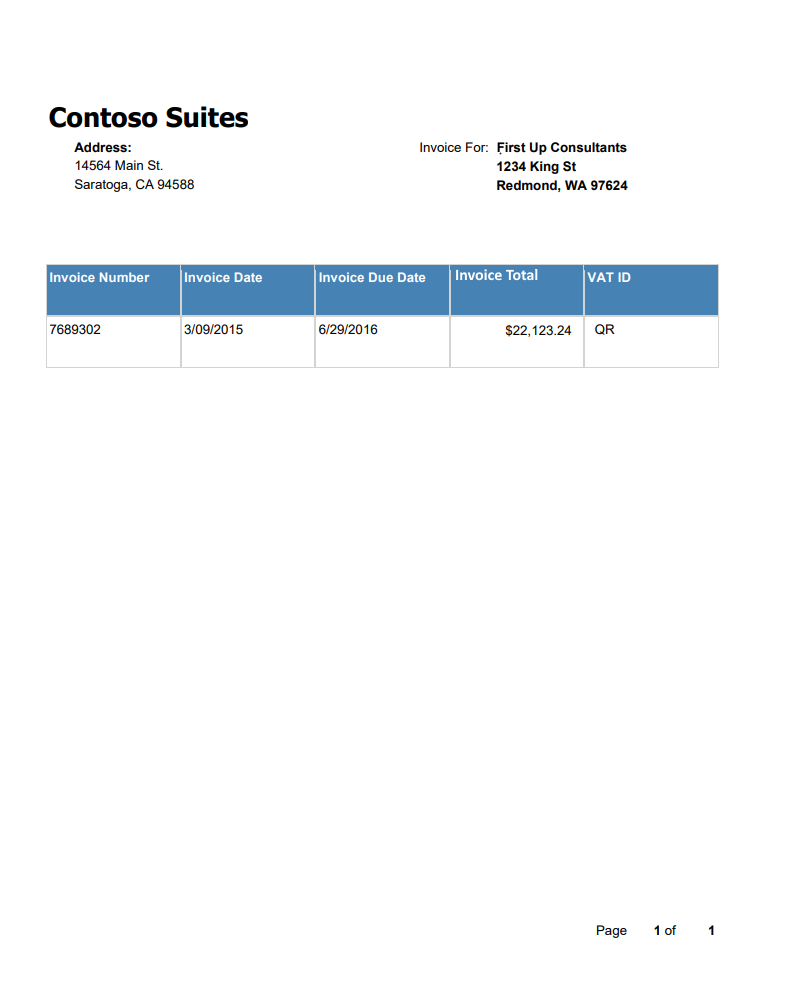 Contoso Suites
Address:
14564 Main St.
Saratoga, CA 94588
Invoice For: First Up Consultants
1234 King St
Redmond, WA 97624
Invoice Number Invoice Date Invoice Due Date Invoice Total VAT ID
7689302 3/09/2015 6/29/2016 $22,123.24 QR
Page 1 of 1